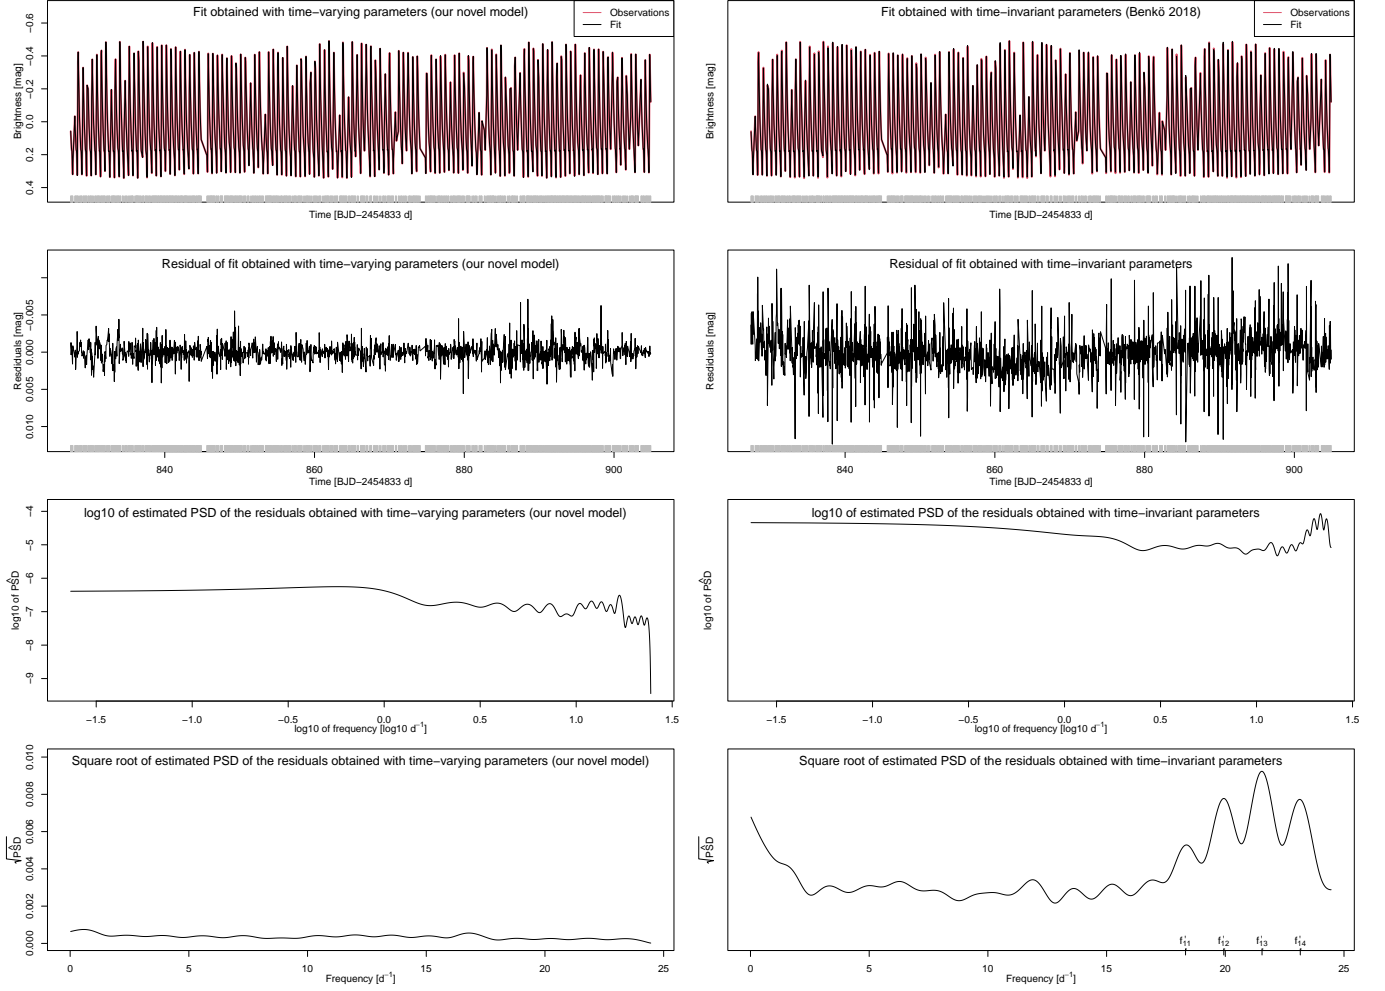 Fit obtained with time−varying parameters (our novel model)
Observations
Fit
−0.6
−0.4
−0.2
0.0
0.2
0.4
Brightness [mag]
Time [BJD−2454833 d]
Fit obtained with time−invariant parameters (Benkö 2018)
Observations
Fit
Brightness [mag]
Time [BJD−2454833 d]
Residual of fit obtained with time−varying parameters (our novel model)
−0.005
0.000
0.005
0.010
Resdiduals [mag]
840 860 880 900
Time [BJD−2454833 d]
Residual of fit obtained with time−invariant parameters
Resdiduals [mag]
840 860 880 900
Time [BJD−2454833 d]
log10 of estimated PSD of the residuals obtained with time−varying parameters (our novel model)
−4
−5
−6
−7
−8
−9
log10 of PŜD
−1.5 −1.0 −0.5 0.0 0.5 1.0 1.5
log10 of frequency [log10 d⁻¹]
log10 of estimated PSD of the residuals obtained with time−invariant parameters
log10 of PŜD
−1.5 −1.0 −0.5 0.0 0.5 1.0 1.5
log10 of frequency [log10 d⁻¹]
Square root of estimated PSD of the residuals obtained with time−varying parameters (our novel model)
0.010
0.008
0.006
0.004
0.002
0.000
√PŜD
0 5 10 15 20 25
Frequency [d⁻¹]
Square root of estimated PSD of the residuals obtained with time−invariant parameters
√PŜD
f'₁₁ f'₁₂ f'₁₃ f'₁₄
0 5 10 15 20 25
Frequency [d⁻¹]